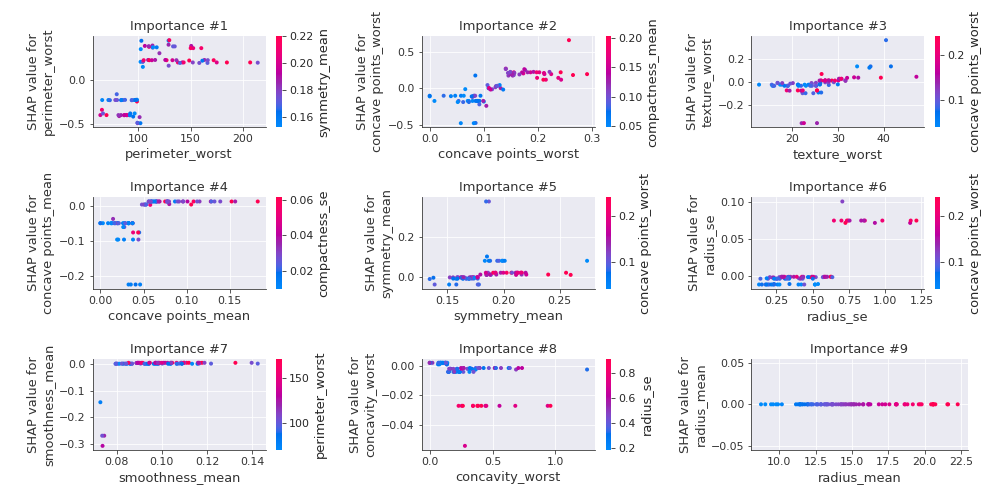 Importance #1
SHAP value for
perimeter_worst
0.0
−0.5
100
150
200
perimeter_worst
0.22
0.20
0.18
0.16
symmetry_mean
Importance #2
SHAP value for
concave points_worst
0.5
0.0
−0.5
0.0
0.1
0.2
0.3
concave points_worst
0.20
0.15
0.10
0.05
compactness_mean
Importance #3
SHAP value for
texture_worst
0.2
0.0
−0.2
20
30
40
texture_worst
0.2
0.1
concave points_worst
Importance #4
SHAP value for
concave points_mean
0.0
−0.1
−0.2
0.00
0.05
0.10
0.15
concave points_mean
0.06
0.04
0.02
compactness_se
Importance #5
SHAP value for
symmetry_mean
0.2
0.0
0.15
0.20
0.25
symmetry_mean
0.2
0.1
concave points_worst
Importance #6
SHAP value for
radius_se
0.10
0.05
0.00
0.25
0.50
0.75
1.00
1.25
radius_se
0.2
0.1
concave points_worst
Importance #7
SHAP value for
smoothness_mean
0.0
−0.1
−0.2
−0.3
0.08
0.10
0.12
0.14
smoothness_mean
150
100
perimeter_worst
Importance #8
SHAP value for
concavity_worst
0.00
−0.02
−0.04
0.0
0.5
1.0
concavity_worst
0.8
0.6
0.4
0.2
radius_se
Importance #9
SHAP value for
radius_mean
0.05
0.00
−0.05
10.0
12.5
15.0
17.5
20.0
22.5
radius_mean